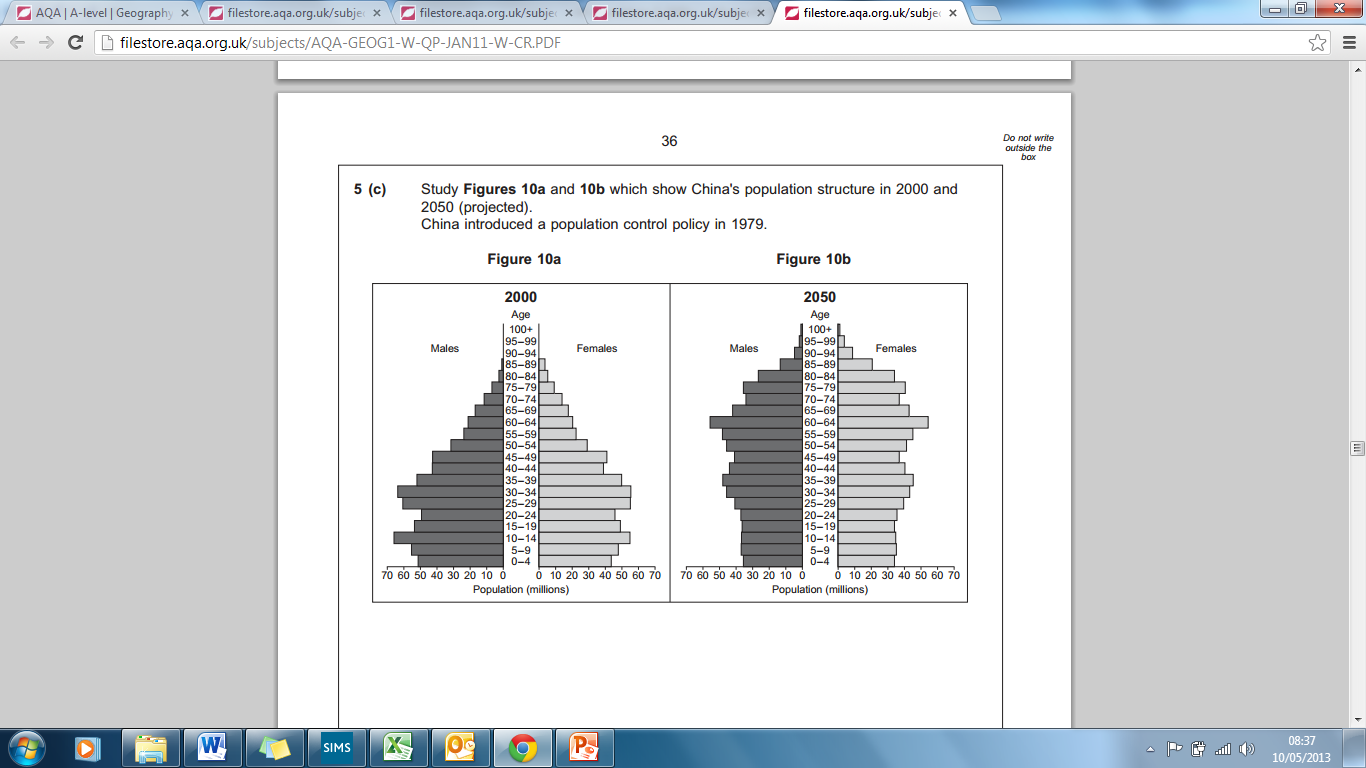 AQA | A-level | Geography
filestore.aqa.org.uk/subje
filestore.aqa.org.uk/subje
filestore.aqa.org.uk/subje
filestore.aqa.org.uk/subje
filestore.aqa.org.uk/subjects/AQA-GEOG1-W-QP-JAN11-W-CR.PDF
36
Do not write
outside the
box
5 (c) Study Figures 10a and 10b which show China's population structure in 2000 and
2050 (projected).
China introduced a population control policy in 1979.
Figure 10a
Figure 10b
2000
Age
Males
Females
100+
95–99
90–94
85–89
80–84
75–79
70–74
65–69
60–64
55–59
50–54
45–49
40–44
35–39
30–34
25–29
20–24
15–19
10–14
5–9
0–4
70 60 50 40 30 20 10 0 0 10 20 30 40 50 60 70
Population (millions)
2050
Age
Males
Females
100+
95–99
90–94
85–89
80–84
75–79
70–74
65–69
60–64
55–59
50–54
45–49
40–44
35–39
30–34
25–29
20–24
15–19
10–14
5–9
0–4
70 60 50 40 30 20 10 0 0 10 20 30 40 50 60 70
Population (millions)
SIMS
08:37
10/05/2013